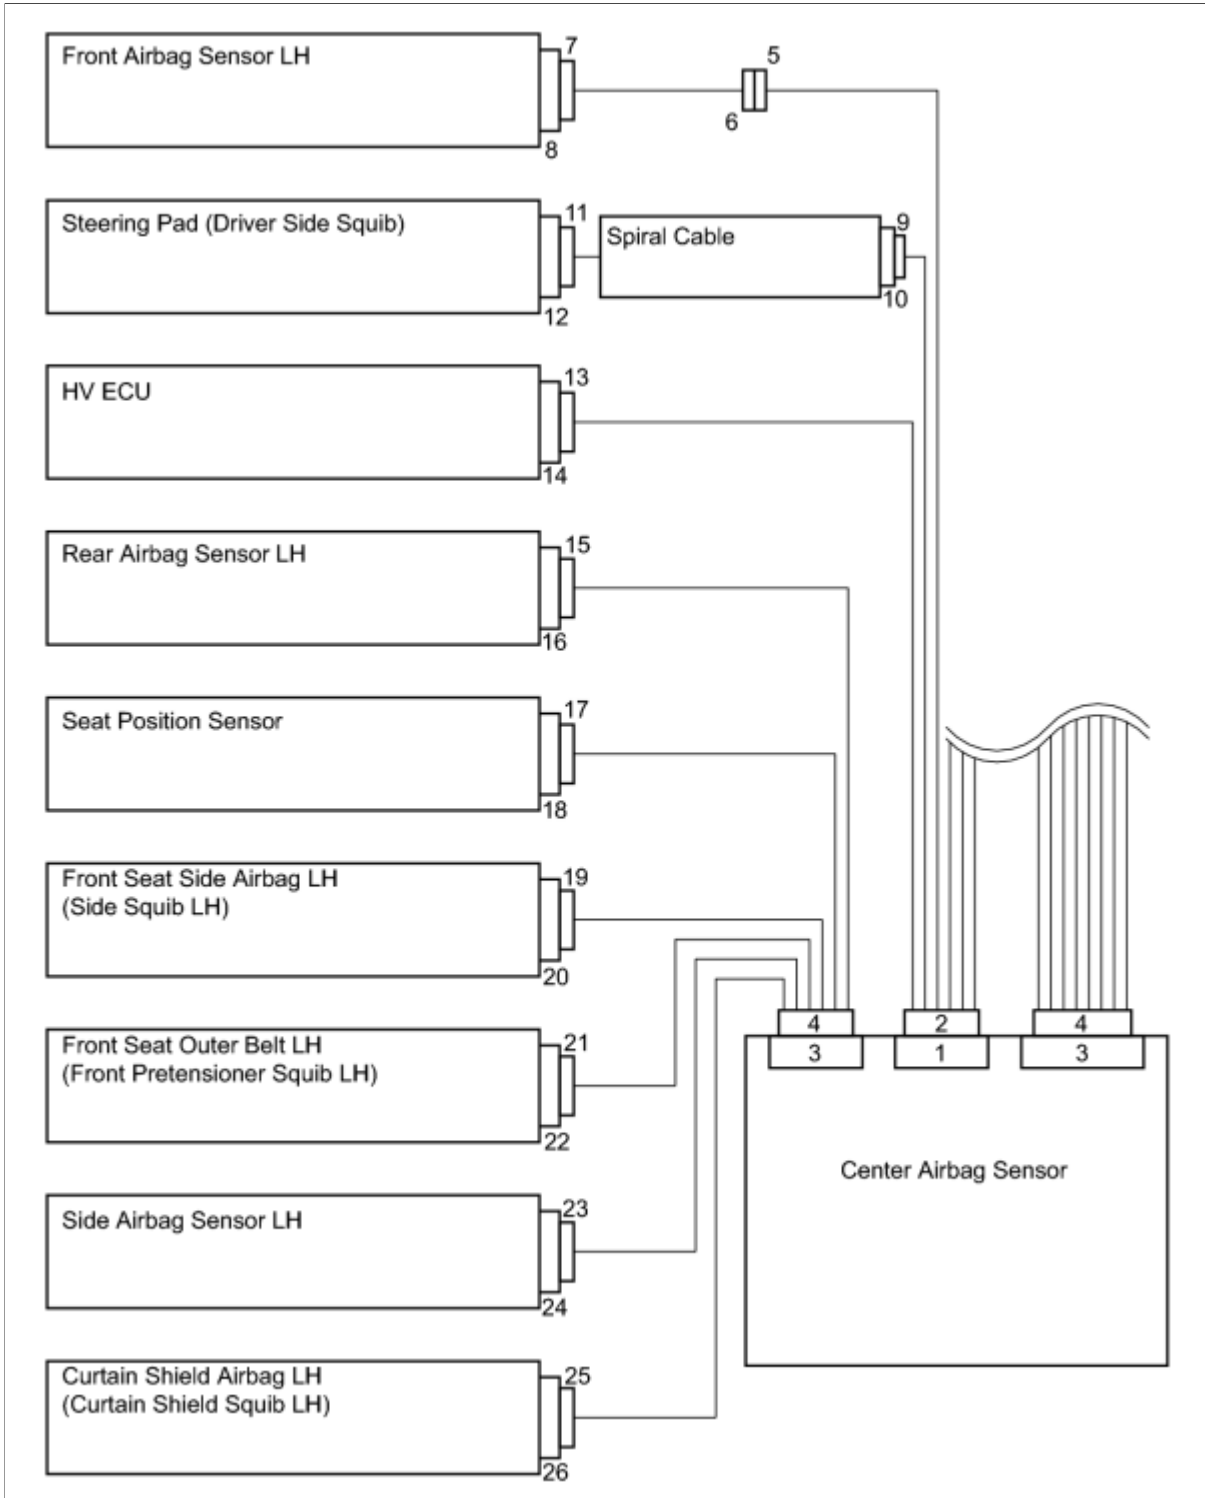 Front Airbag Sensor LH
7
8
5
6
Steering Pad (Driver Side Squib)
11
12
Spiral Cable
9
10
HV ECU
13
14
Rear Airbag Sensor LH
15
16
Seat Position Sensor
17
18
Front Seat Side Airbag LH
(Side Squib LH)
19
20
Front Seat Outer Belt LH
(Front Pretensioner Squib LH)
21
22
Side Airbag Sensor LH
23
24
Curtain Shield Airbag LH
(Curtain Shield Squib LH)
25
26
4 2 4
3 1 3
Center Airbag Sensor